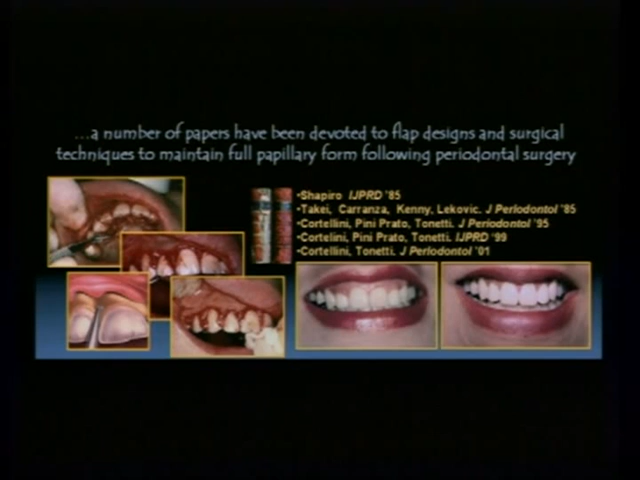 …a number of papers have been devoted to flap designs and surgical
techniques to maintain full papillary form following periodontal surgery
•Shapiro IJPRD '85
•Takei, Carranza, Kenny, Lekovic. J Periodontol '85
•Cortellini, Pini Prato, Tonetti. J Periodontol '95
•Cortelini, Pini Prato, Tonetti. IJPRD '99
•Cortellini, Tonetti. J Periodontol '01